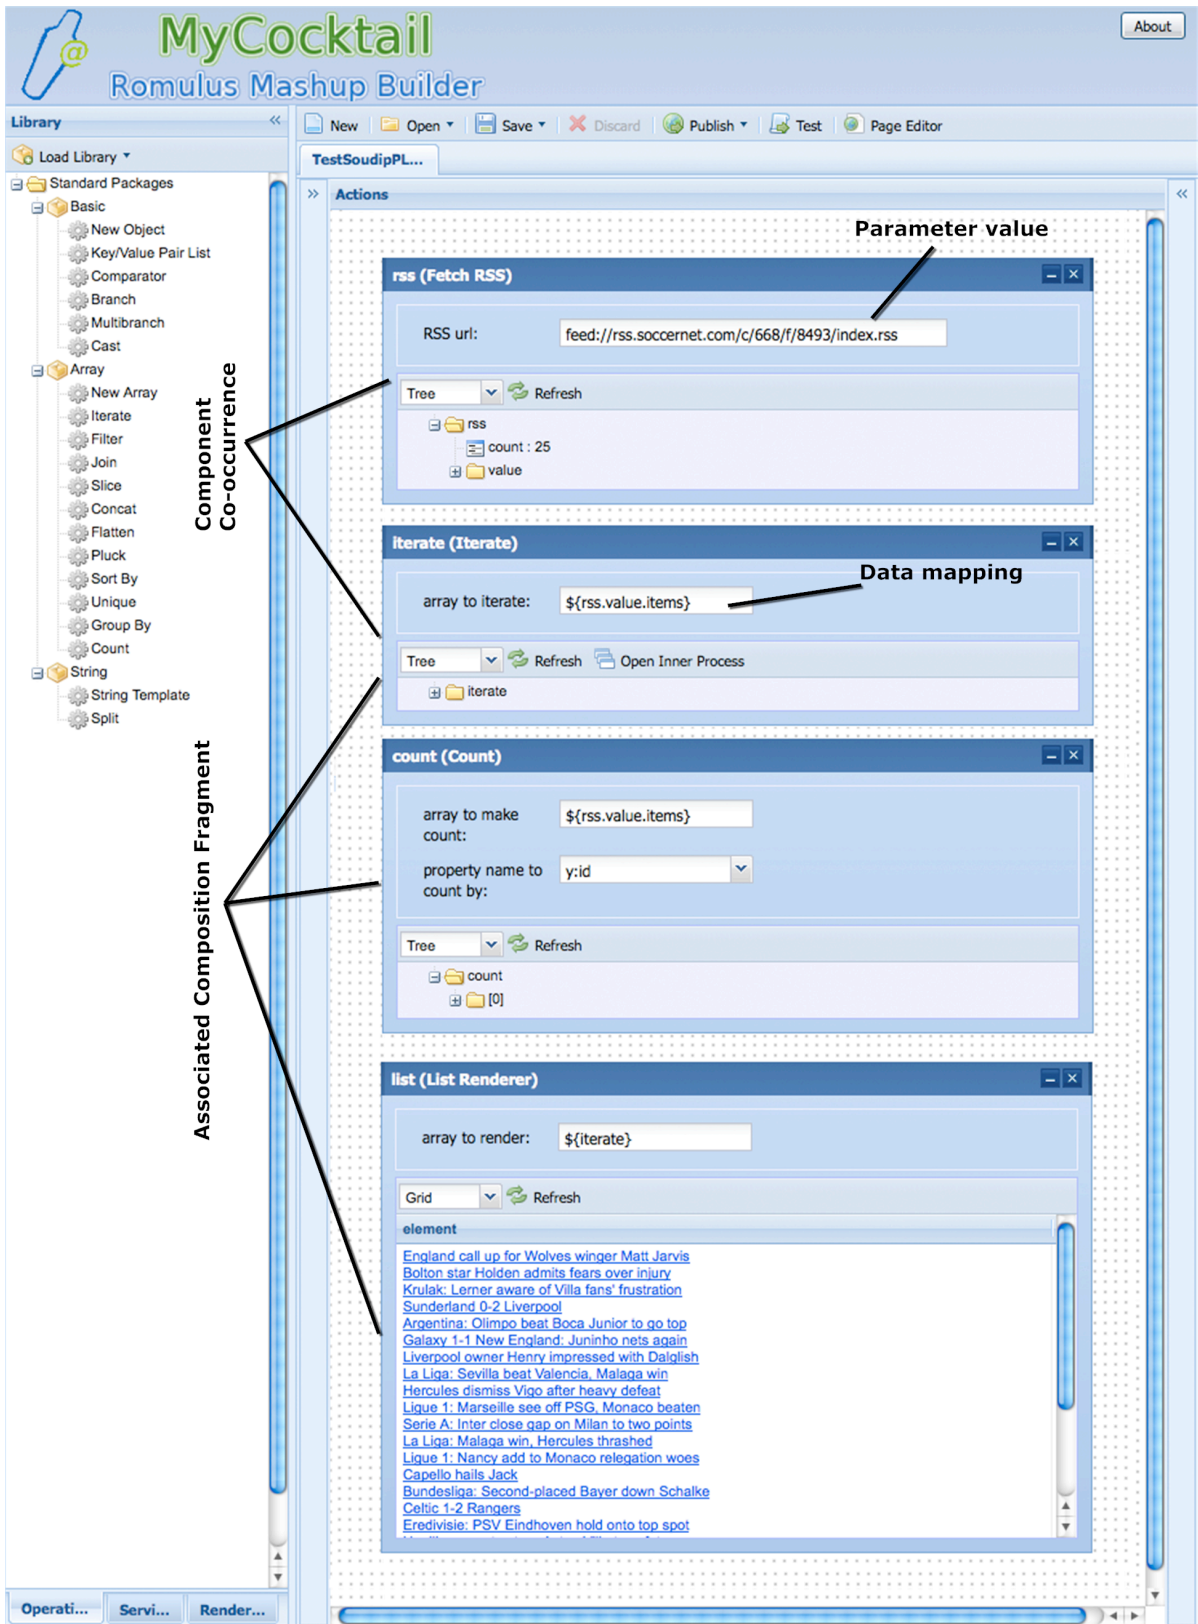 MyCocktail
Romulus Mashup Builder
About
Library
Load Library
Standard Packages
Basic
New Object
Key/Value Pair List
Comparator
Branch
Multibranch
Cast
Array
New Array
Iterate
Filter
Join
Slice
Concat
Flatten
Pluck
Sort By
Unique
Group By
Count
String
String Template
Split
Operati...
Servi...
Render...
New
Open
Save
Discard
Publish
Test
Page Editor
TestSoudipPL...
Actions
Parameter value
rss (Fetch RSS)
RSS url: feed://rss.soccernet.com/c/668/f/8493/index.rss
Tree
Refresh
rss
count : 25
value
Component
Co-occurrence
iterate (Iterate)
Data mapping
array to iterate: ${rss.value.items}
Tree
Refresh
Open Inner Process
iterate
Associated Composition Fragment
count (Count)
array to make
count:
${rss.value.items}
property name to
count by:
y:id
Tree
Refresh
count
[0]
list (List Renderer)
array to render: ${iterate}
Grid
Refresh
element
England call up for Wolves winger Matt Jarvis
Bolton star Holden admits fears over injury
Krulak: Lerner aware of Villa fans' frustration
Sunderland 0-2 Liverpool
Argentina: Olimpo beat Boca Junior to go top
Galaxy 1-1 New England: Juninho nets again
Liverpool owner Henry impressed with Dalglish
La Liga: Sevilla beat Valencia, Malaga win
Hercules dismiss Vigo after heavy defeat
Ligue 1: Marseille see off PSG, Monaco beaten
Serie A: Inter close gap on Milan to two points
La Liga: Malaga win, Hercules thrashed
Ligue 1: Nancy add to Monaco relegation woes
Capello hails Jack
Bundesliga: Second-placed Bayer down Schalke
Celtic 1-2 Rangers
Eredivisie: PSV Eindhoven hold onto top spot